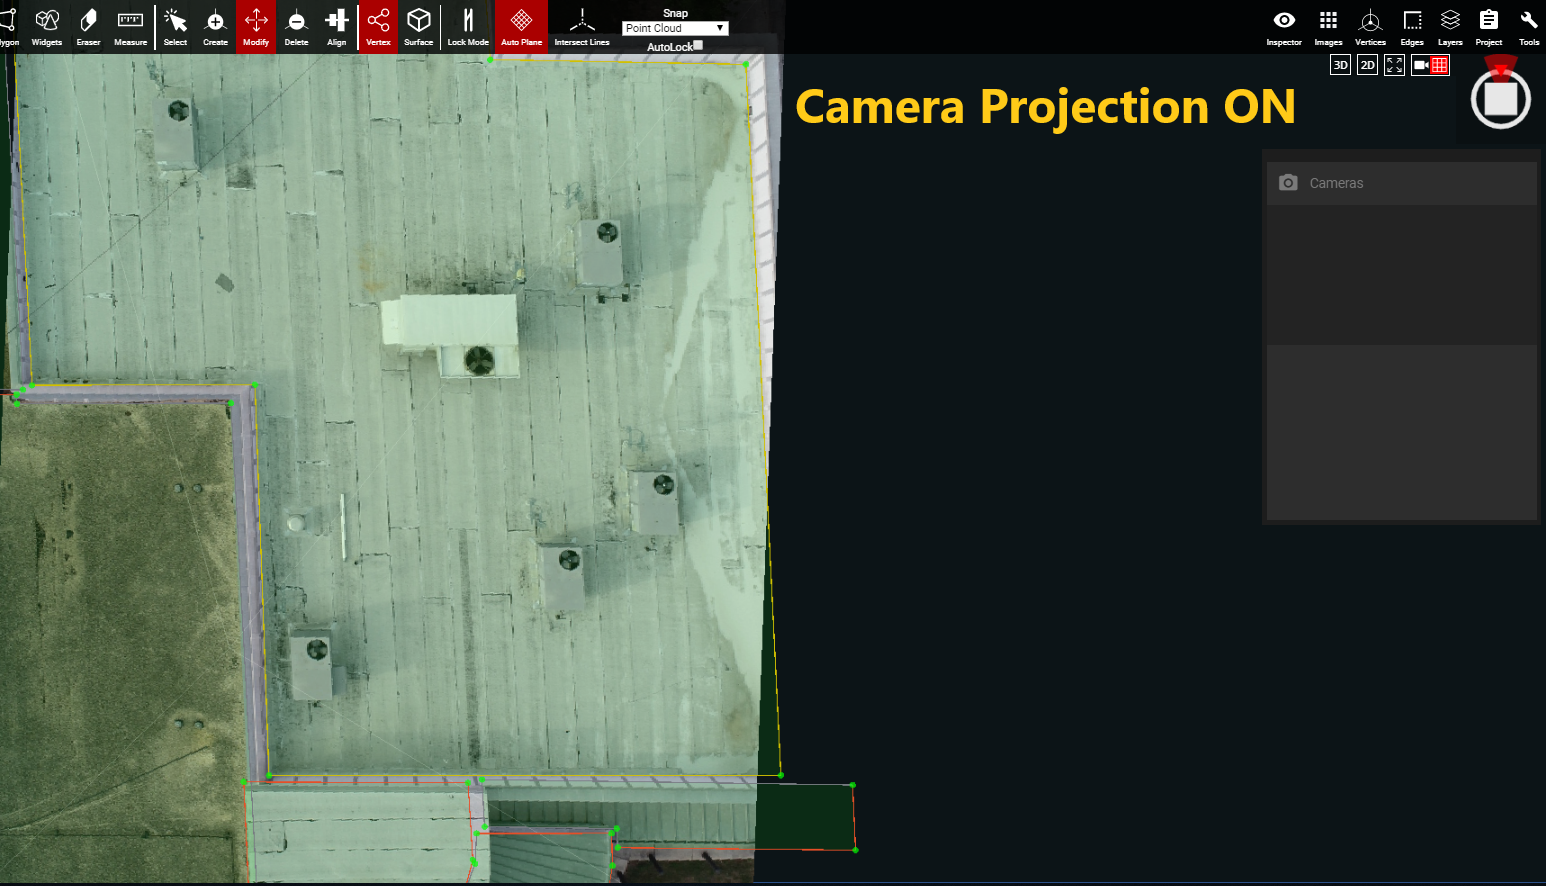 Snap
Point Cloud
AutoLock
lygon Widgets Eraser Measure Select Create Modify Delete Align Vertex Surface Lock Mode Auto Plane Intersect Lines Inspector Images Vertices Edges Layers Project Tools
3D 2D
Camera Projection ON
Cameras